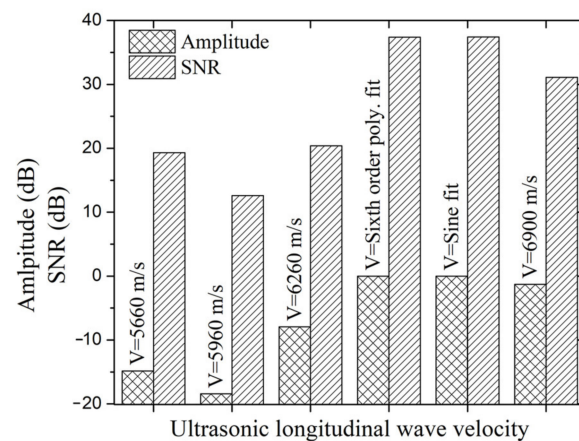 Amlpitude (dB)
SNR (dB)
40
30
20
10
0
−10
−20
Amplitude
SNR
V=5660 m/s
V=5960 m/s
V=6260 m/s
V=Sixth order poly. fit
V=Sine fit
V=6900 m/s
Ultrasonic longitudinal wave velocity